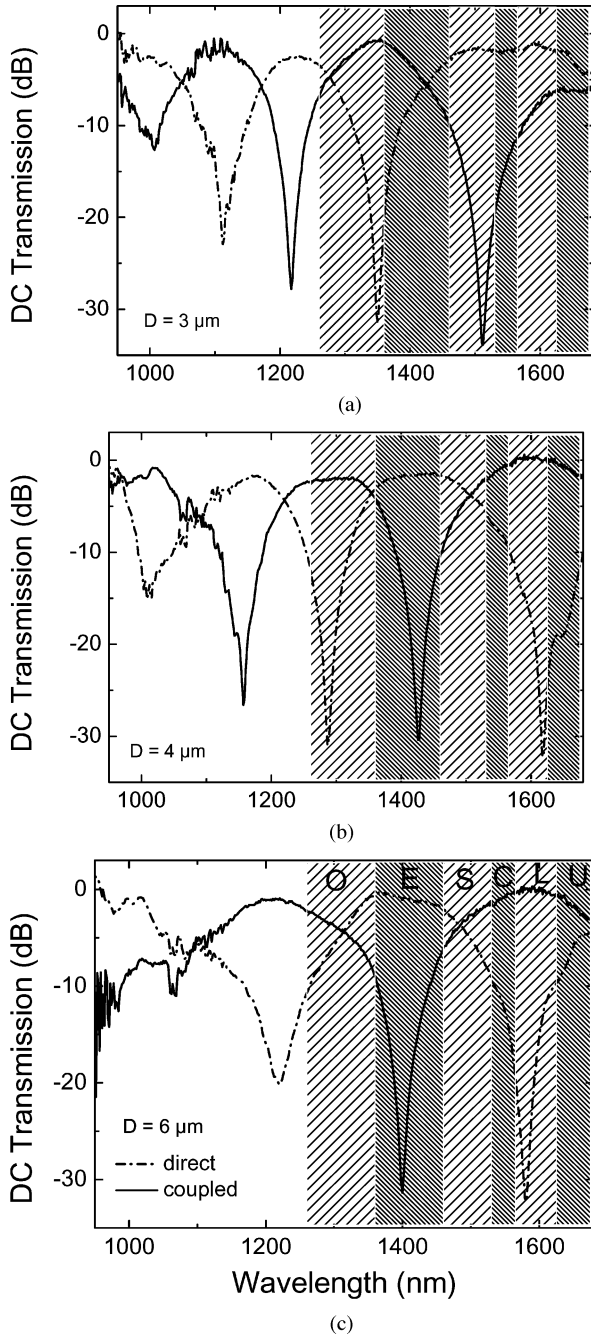 0
-10
-20
-30
DC Transmission (dB)
D = 3 µm
1000 1200 1400 1600
(a)
0
-10
-20
-30
DC Transmission (dB)
D = 4 µm
1000 1200 1400 1600
(b)
O E S C L U
0
-10
-20
-30
DC Transmission (dB)
D = 6 µm
direct
coupled
1000 1200 1400 1600
Wavelength (nm)
(c)